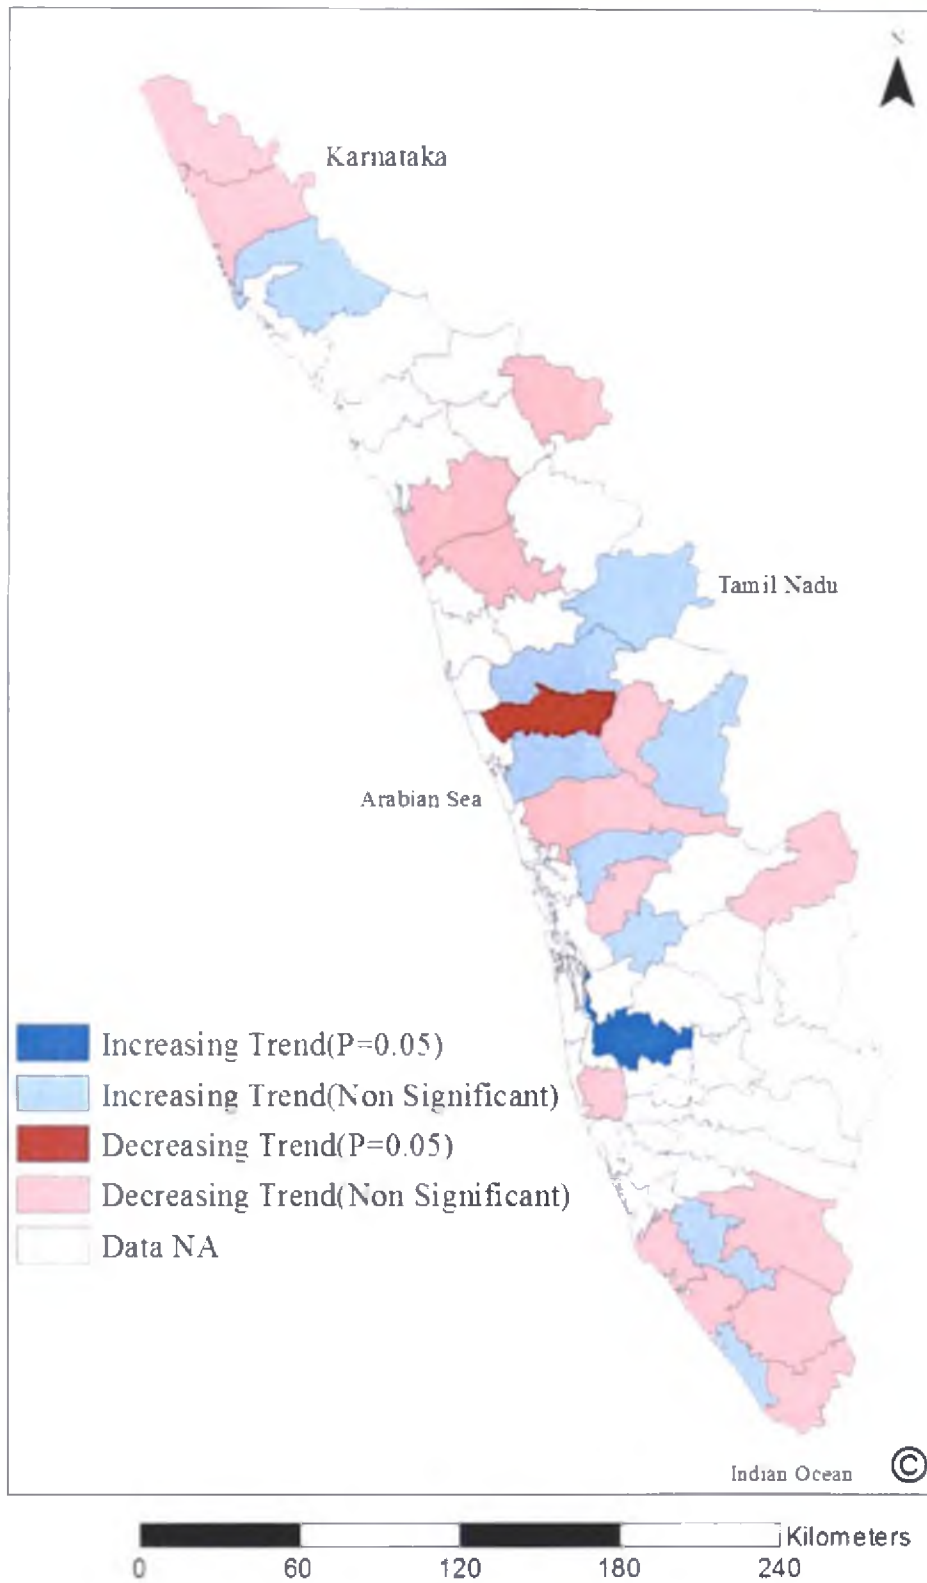 N
Karnataka
Tamil Nadu
Arabian Sea
Increasing Trend(P=0.05)
Increasing Trend(Non Significant)
Decreasing Trend(P=0.05)
Decreasing Trend(Non Significant)
Data NA
Indian Ocean ©
Kilometers
0 60 120 180 240